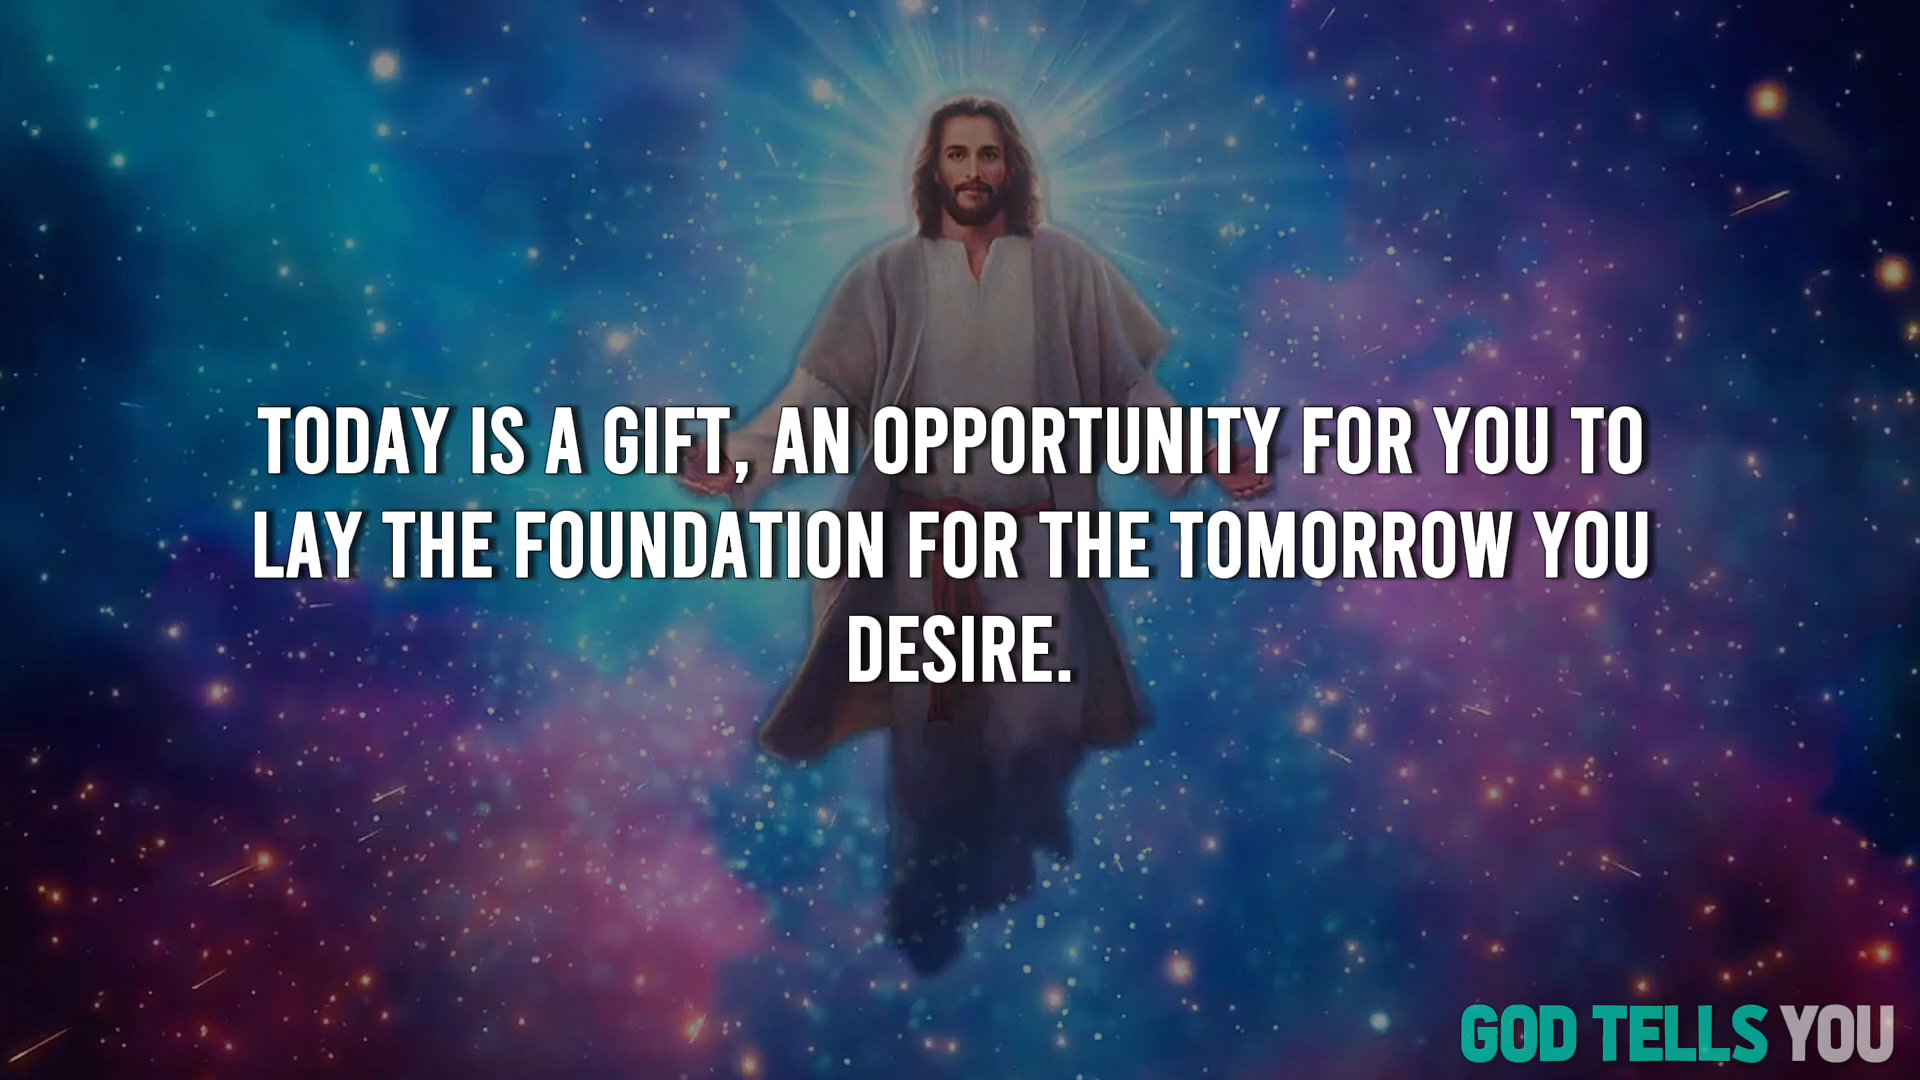 TODAY IS A GIFT, AN OPPORTUNITY FOR YOU TO
LAY THE FOUNDATION FOR THE TOMORROW YOU
DESIRE.
GOD TELLS YOU